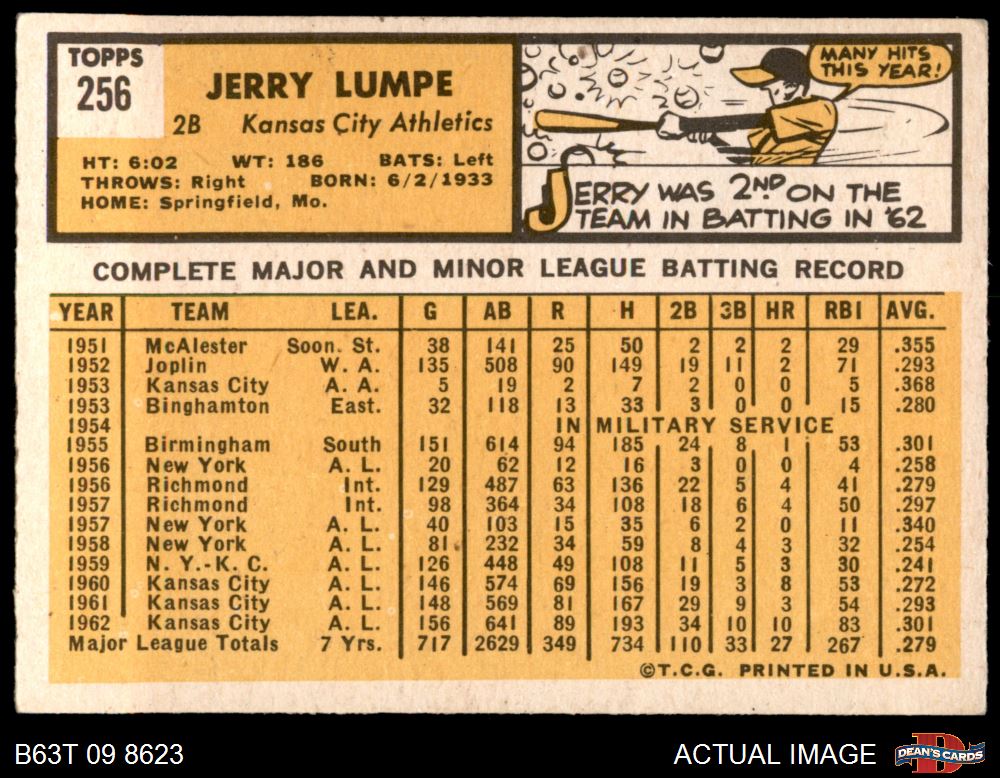 TOPPS
256
JERRY LUMPE
2B Kansas City Athletics
HT: 6:02 WT: 186 BATS: Left
THROWS: Right BORN: 6/2/1933
HOME: Springfield, Mo.
MANY HITS
THIS YEAR!
JERRY WAS 2ND ON THE
TEAM IN BATTING IN '62
COMPLETE MAJOR AND MINOR LEAGUE BATTING RECORD
YEAR TEAM LEA. G AB R H 2B 3B HR RBI AVG.
1951 McAlester Soon. St. 38 141 25 50 2 2 2 29 .355
1952 Joplin W. A. 135 508 90 149 19 11 2 71 .293
1953 Kansas City A. A. 5 19 2 7 2 0 0 5 .368
1953 Binghamton East. 32 118 13 33 3 0 0 15 .280
1954 IN MILITARY SERVICE
1955 Birmingham South 151 614 94 185 24 8 1 53 .301
1956 New York A. L. 20 62 12 16 3 0 0 4 .258
1956 Richmond Int. 129 487 63 136 22 5 4 41 .279
1957 Richmond Int. 98 364 34 108 18 6 4 50 .297
1957 New York A. L. 40 103 15 35 6 2 0 11 .340
1958 New York A. L. 81 232 34 59 8 4 3 32 .254
1959 N. Y.-K. C. A. L. 126 448 49 108 11 5 3 30 .241
1960 Kansas City A. L. 146 574 69 156 19 3 8 53 .272
1961 Kansas City A. L. 148 569 81 167 29 9 3 54 .293
1962 Kansas City A. L. 156 641 89 193 34 10 10 83 .301
Major League Totals 7 Yrs. 717 2629 349 734 110 33 27 267 .279
©T.C.G. PRINTED IN U.S.A.
B63T 09 8623 ACTUAL IMAGE DEAN'S CARDS